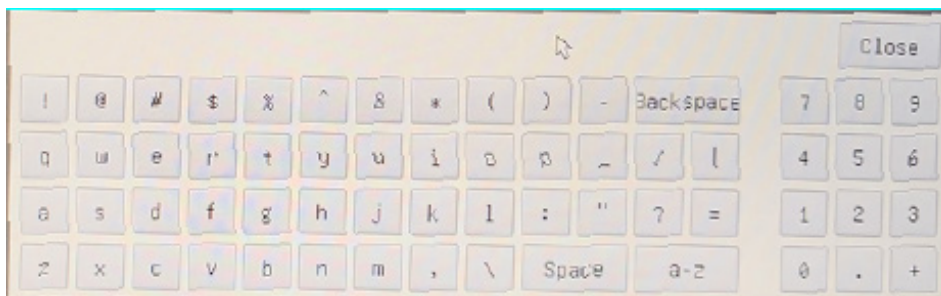 Close
! @ # $ % ^ & * ( ) - Backspace 7 8 9
q w e r t y u i o p _ / l 4 5 6
a s d f g h j k l : " ? = 1 2 3
z x c v b n m , \ Space a-z 0 . +